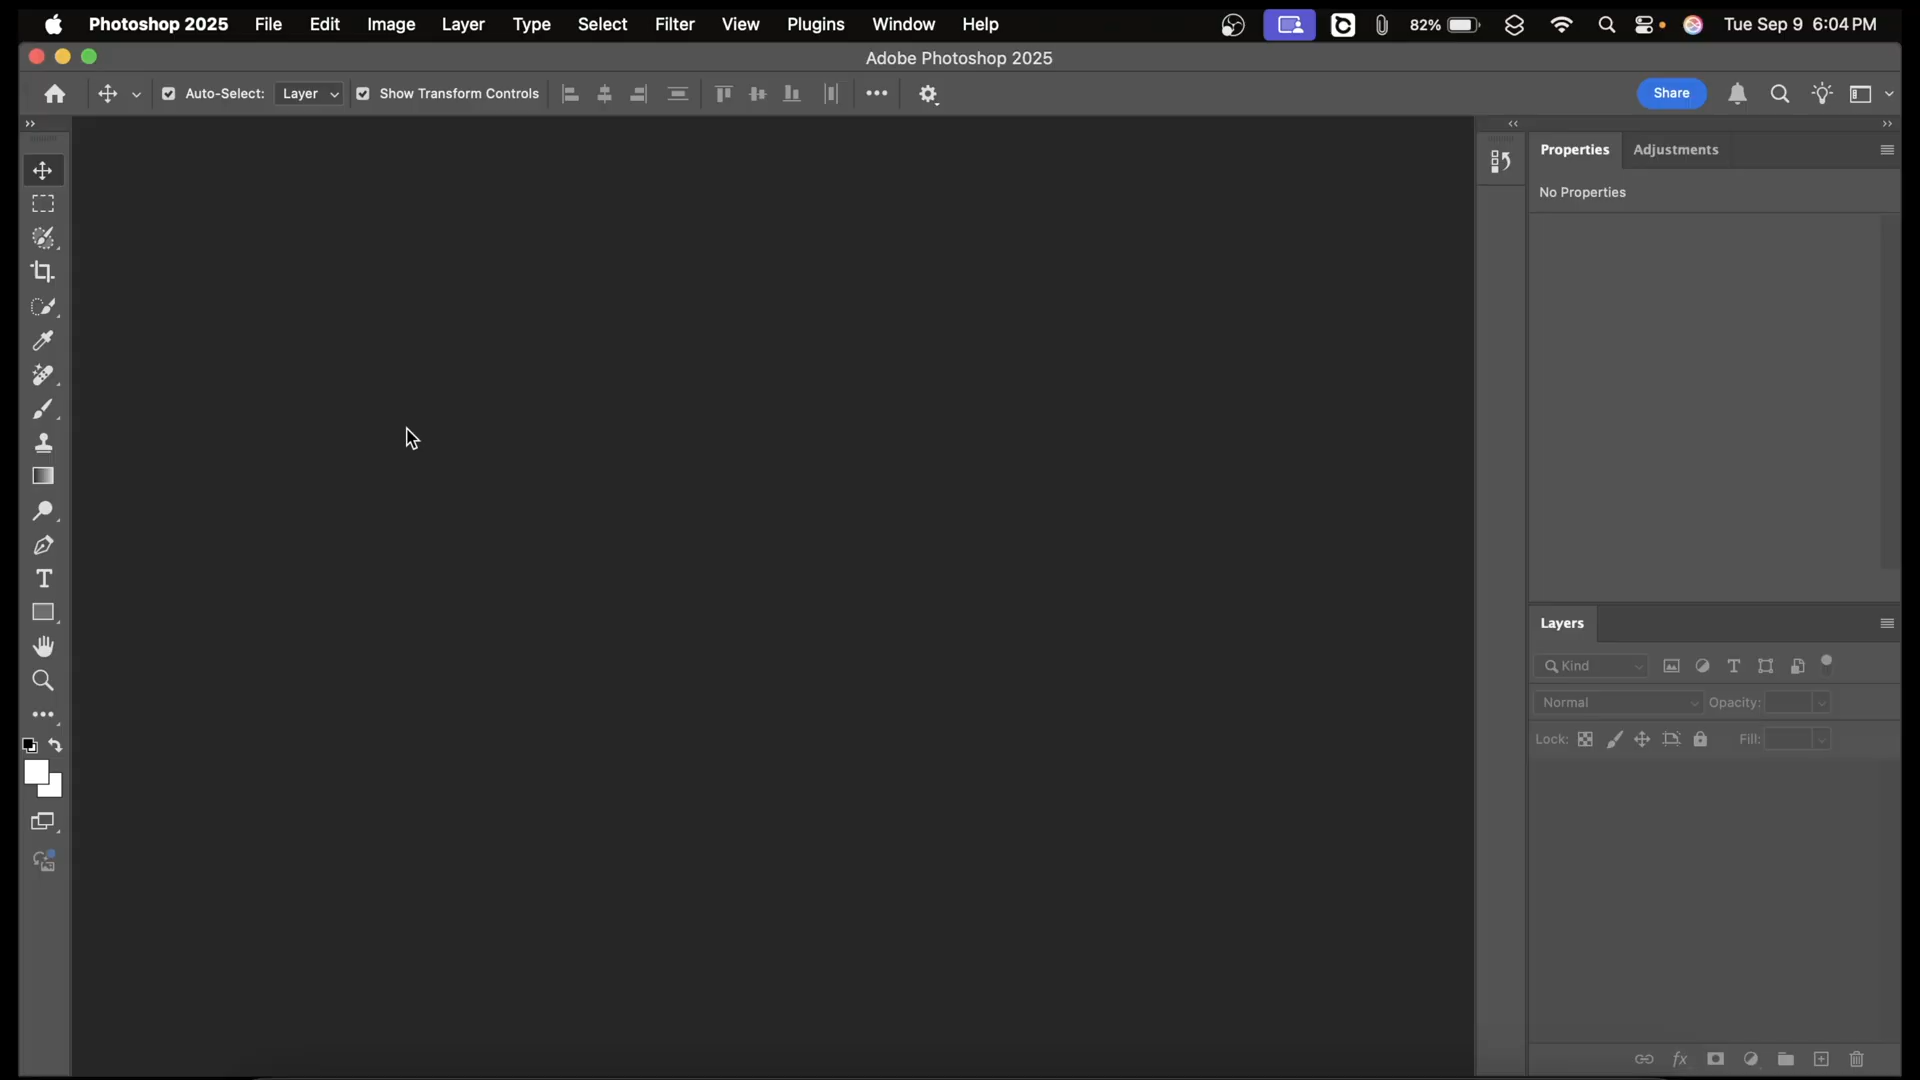 Photoshop 2025 File Edit Image Layer Type Select Filter View Plugins Window Help 82% Tue Sep 9 6:04 PM
Adobe Photoshop 2025
Auto-Select: Layer Show Transform Controls Share
Properties Adjustments
No Properties
Layers
Kind
Normal Opacity:
Lock: Fill: